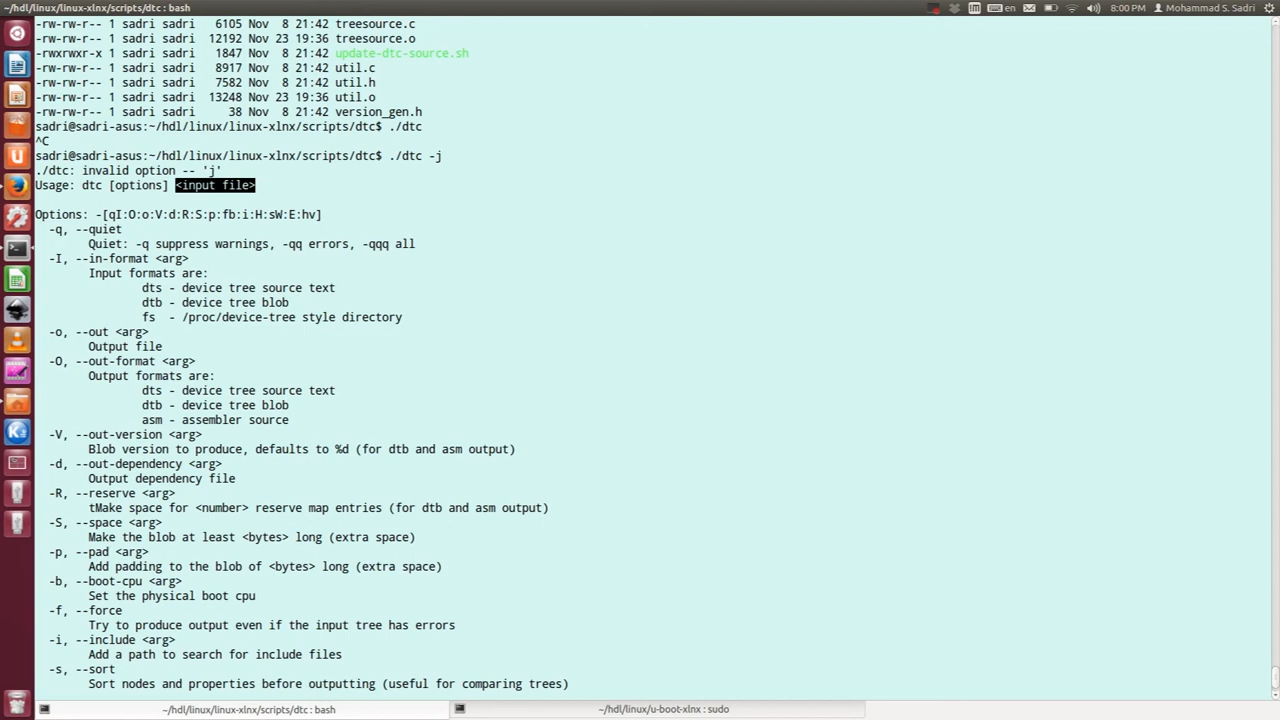 ~/hdl/linux/linux-xlnx/scripts/dtc : bash
en
8:00 PM
Mohammad S. Sadri
-rw-rw-r-- 1 sadri sadri   6105 Nov  8 21:42 treesource.c
-rw-rw-r-- 1 sadri sadri  12192 Nov 23 19:36 treesource.o
-rwxrwxr-x 1 sadri sadri   1847 Nov  8 21:42 update-dtc-source.sh
-rw-rw-r-- 1 sadri sadri   8917 Nov  8 21:42 util.c
-rw-rw-r-- 1 sadri sadri   7582 Nov  8 21:42 util.h
-rw-rw-r-- 1 sadri sadri  13248 Nov 23 19:36 util.o
-rw-rw-r-- 1 sadri sadri     38 Nov  8 21:42 version_gen.h
sadri@sadri-asus:~/hdl/linux/linux-xlnx/scripts/dtc$ ./dtc
^C
sadri@sadri-asus:~/hdl/linux/linux-xlnx/scripts/dtc$ ./dtc -j
./dtc: invalid option -- 'j'
Usage: dtc [options] <input file>
Options: -[qI:O:o:V:d:R:S:p:fb:i:H:sW:E:hv]
-q, --quiet
Quiet: -q suppress warnings, -qq errors, -qqq all
-I, --in-format <arg>
Input formats are:
dts - device tree source text
dtb - device tree blob
fs  - /proc/device-tree style directory
-o, --out <arg>
Output file
-O, --out-format <arg>
Output formats are:
dts - device tree source text
dtb - device tree blob
asm - assembler source
-V, --out-version <arg>
Blob version to produce, defaults to %d (for dtb and asm output)
-d, --out-dependency <arg>
Output dependency file
-R, --reserve <arg>
tMake space for <number> reserve map entries (for dtb and asm output)
-S, --space <arg>
Make the blob at least <bytes> long (extra space)
-p, --pad <arg>
Add padding to the blob of <bytes> long (extra space)
-b, --boot-cpu <arg>
Set the physical boot cpu
-f, --force
Try to produce output even if the input tree has errors
-i, --include <arg>
Add a path to search for include files
-s, --sort
Sort nodes and properties before outputting (useful for comparing trees)
~/hdl/linux/linux-xlnx/scripts/dtc : bash
~/hdl/linux/u-boot-xlnx : sudo